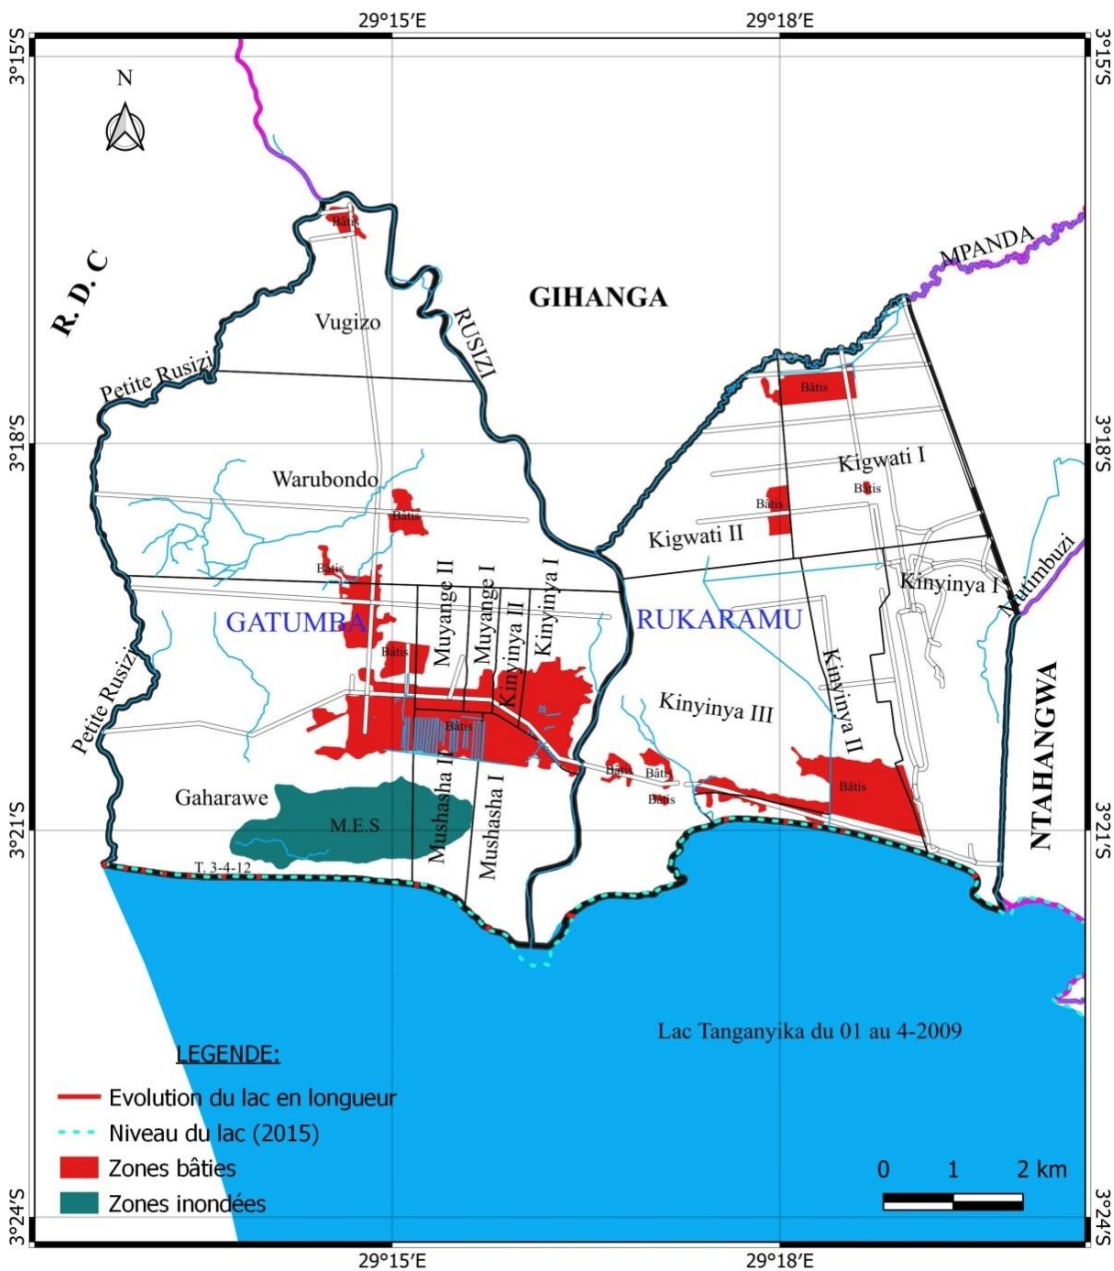 29°15′E
29°18′E
3°15′S
3°15′S
N
Bâtis
MPANDA
R. D. C
GIHANGA
Vugizo
RUSIZI
Petite Rusizi
Bâtis
3°18′S
3°18′S
Kigwati I
Warubondo
Bâtis
Bâtis
Bâtis
Kigwati II
Bâtis
Kinyinya I
Mutimbuzi
GATUMBA
Muyange II
Muyange I
Kinyinya II
Kinyinya I
RUKARAMU
Bâtis
Petite Rusizi
Kinyinya III
Kinyinya II
NTAHANGWA
Bâtis
Bâtis
Bâtis
Bâtis
Bâtis
Gaharawe
Mushasha II
Mushasha I
M.E.S
3°21′S
3°21′S
T. 3-4-12
Lac Tanganyika du 01 au 4-2009
LEGENDE:
Evolution du lac en longueur
Niveau du lac (2015)
Zones bâties
Zones inondées
0 1 2 km
3°24′S
3°24′S
29°15′E
29°18′E